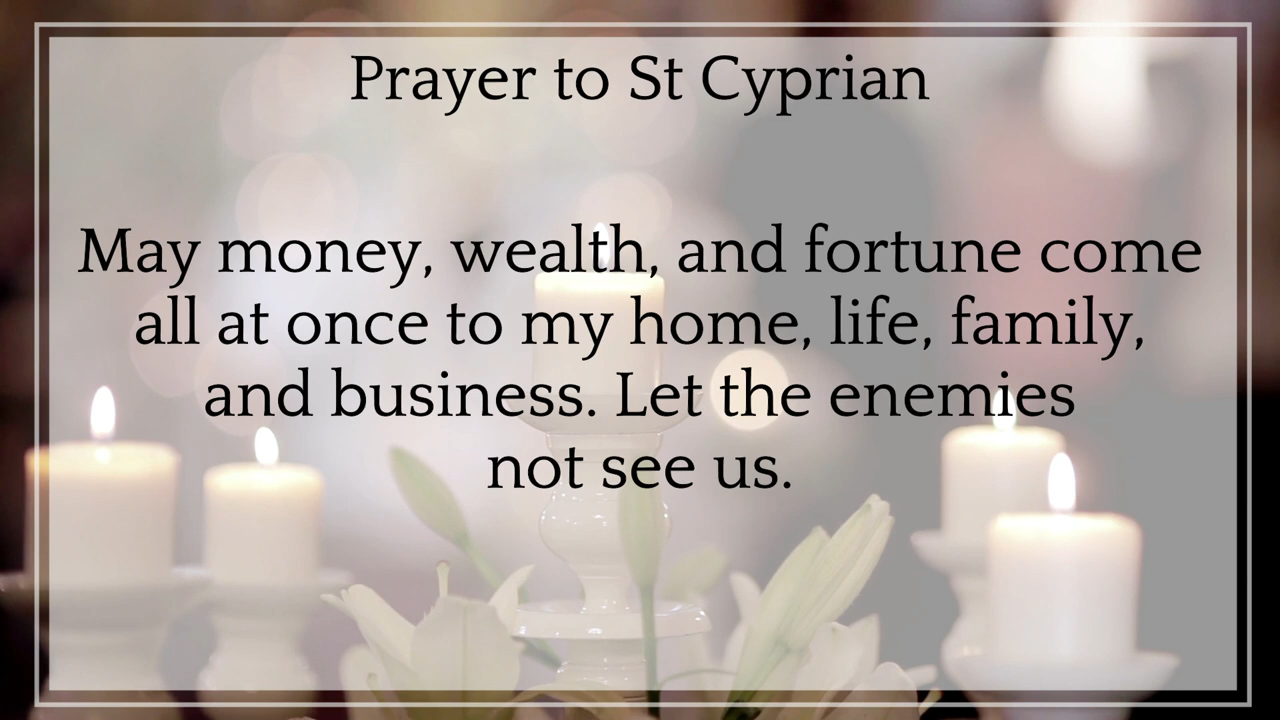 Prayer to St Cyprian
May money, wealth, and fortune come
all at once to my home, life, family,
and business. Let the enemies
not see us.